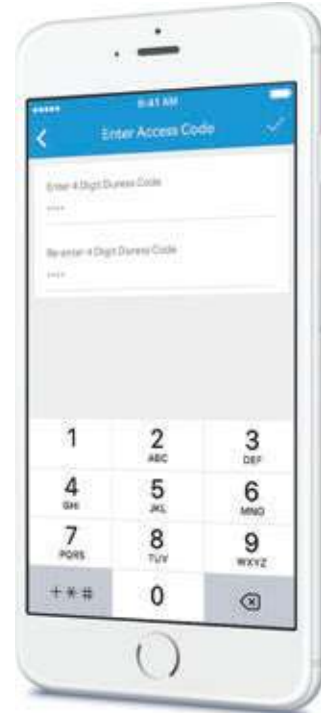 9:41 AM
Enter Access Code
Enter 4 Digit Duress Code
Re-enter 4 Digit Duress Code
1 2 3
ABC DEF
4 5 6
GHI JKL MNO
7 8 9
PQRS TUV WXYZ
+ * # 0